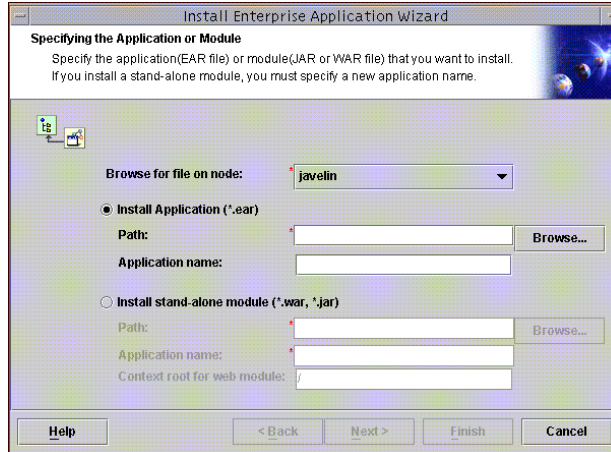 Install Enterprise Application Wizard
Specifying the Application or Module
Specify the application(EAR file) or module(JAR or WAR file) that you want to install.
If you install a stand-alone module, you must specify a new application name.
Browse for file on node: * javelin
Install Application (*.ear)
Path: * Browse...
Application name:
Install stand-alone module (*.war, *.jar)
Path: * Browse...
Application name: *
Context root for web module: /
Help < Back Next > Finish Cancel